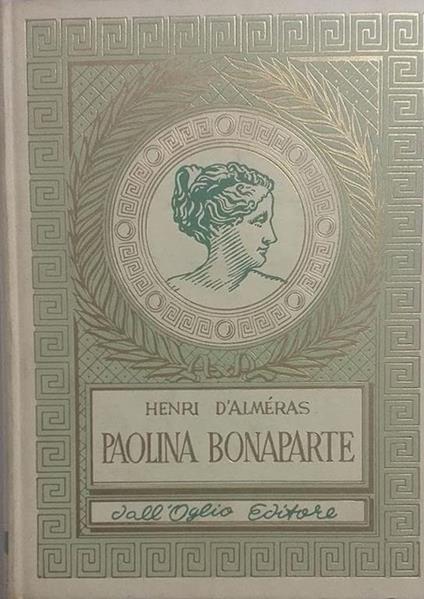 HENRI D'ALMÉRAS
PAOLINA BONAPARTE
dall'Oglio Editore